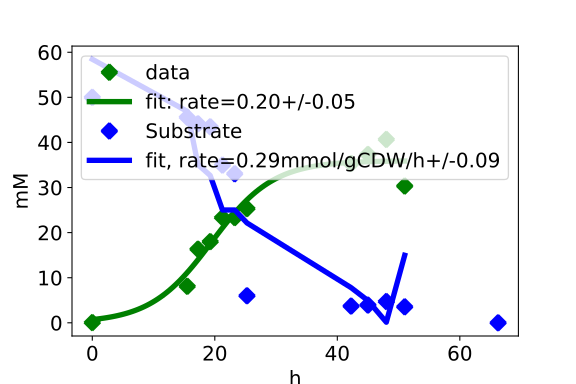 60
50
40
30
20
10
0
mM
data
fit: rate=0.20+/-0.05
Substrate
fit, rate=0.29mmol/gCDW/h+/-0.09
0 20 40 60
h